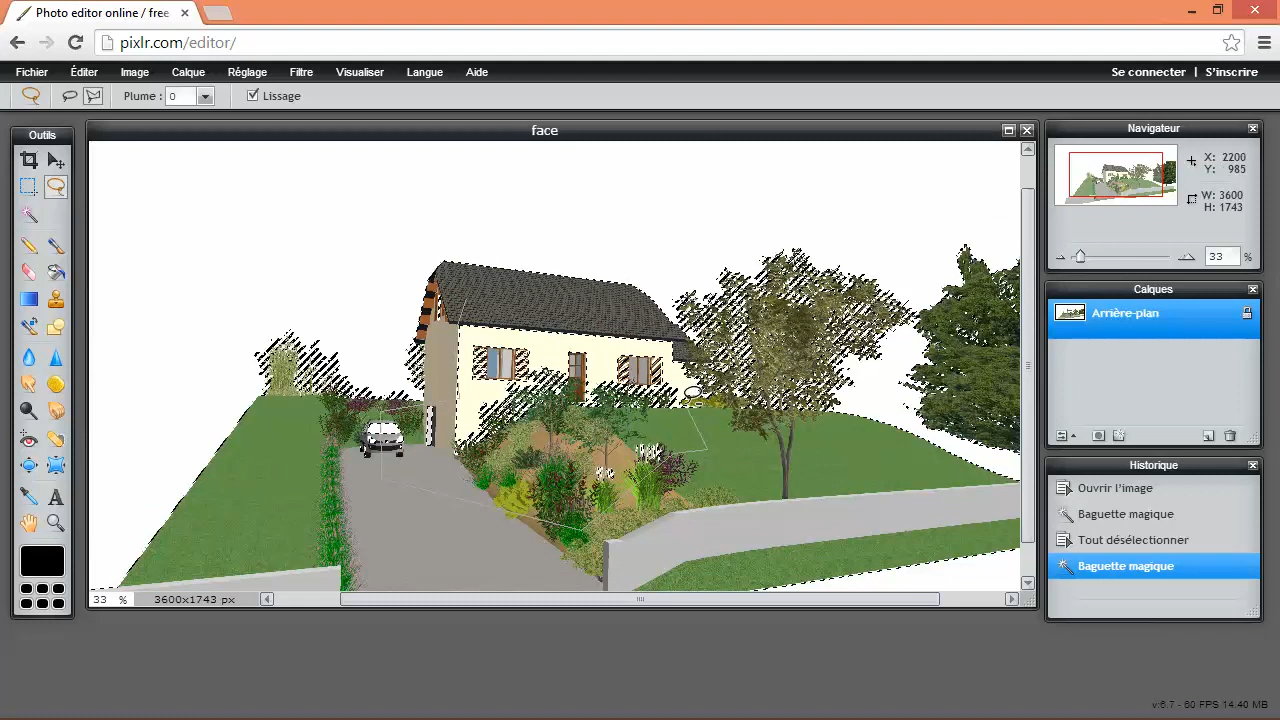 Photo editor online / free
pixlr.com/editor/
Fichier Éditer Image Calque Réglage Filtre Visualiser Langue Aide Se connecter | S'inscrire
Plume : 0 Lissage
Outils
face
Navigateur
X: 2200
Y: 985
W: 3600
H: 1743
33 %
Calques
Arrière-plan
Historique
Ouvrir l'image
Baguette magique
Tout désélectionner
Baguette magique
33 % 3600x1743 px
v:6.7 - 60 FPS 14.40 MB